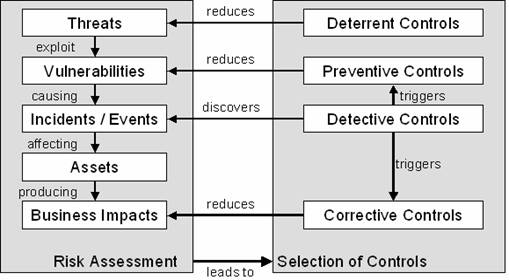 Threats
reduces
Deterrent Controls
exploit
Vulnerabilities
reduces
Preventive Controls
causing
triggers
Incidents / Events
discovers
Detective Controls
affecting
Assets
triggers
producing
Business Impacts
reduces
Corrective Controls
Risk Assessment
leads to
Selection of Controls